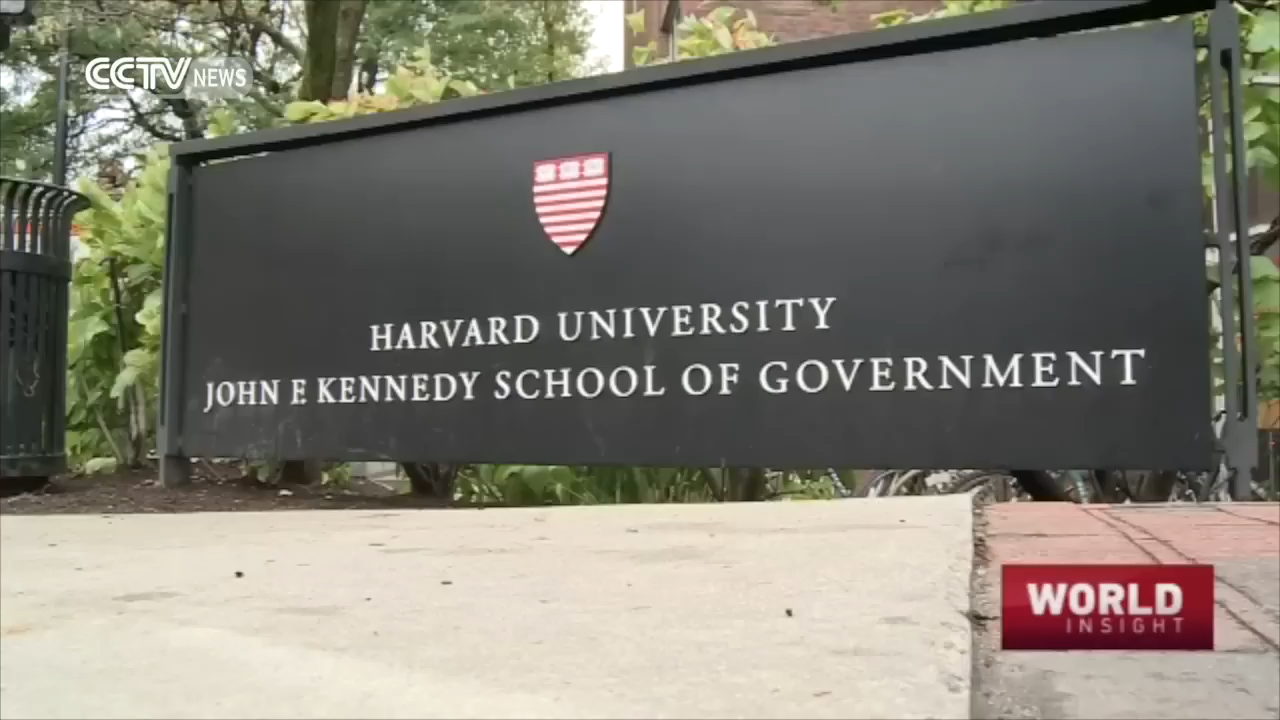 CCTV NEWS
HARVARD UNIVERSITY
JOHN F. KENNEDY SCHOOL OF GOVERNMENT
WORLD
INSIGHT